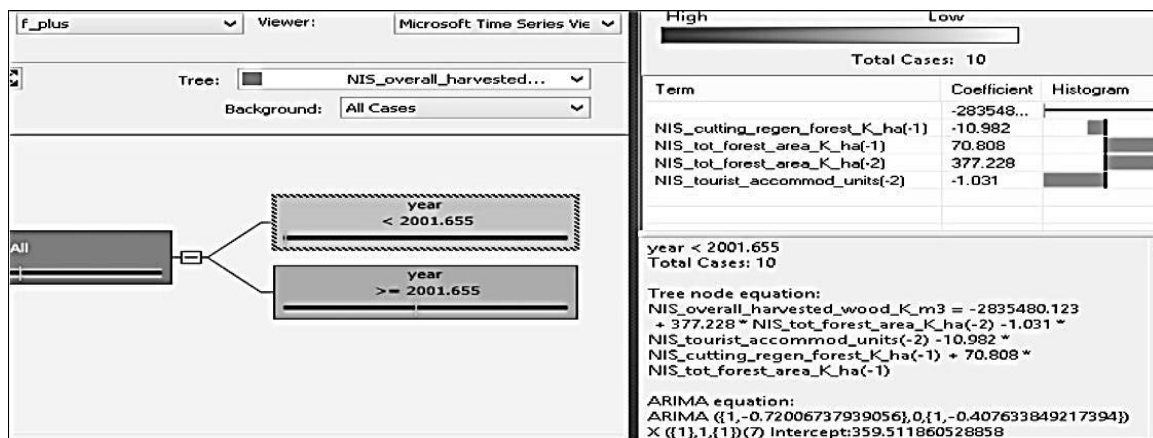 f_plus Viewer: Microsoft Time Series Vie
Tree: NIS_overall_harvested...
Background: All Cases
All
year
< 2001.655
year
>= 2001.655
High Low
Total Cases: 10
Term Coefficient Histogram
-283548...
NIS_cutting_regen_forest_K_ha(-1) -10.982
NIS_tot_forest_area_K_ha(-1) 70.808
NIS_tot_forest_area_K_ha(-2) 377.228
NIS_tourist_accommod_units(-2) -1.031
year < 2001.655
Total Cases: 10
Tree node equation:
NIS_overall_harvested_wood_K_m3 = -2835480.123
+ 377.228 * NIS_tot_forest_area_K_ha(-2) -1.031 *
NIS_tourist_accommod_units(-2) -10.982 *
NIS_cutting_regen_forest_K_ha(-1) + 70.808 *
NIS_tot_forest_area_K_ha(-1)
ARIMA equation:
ARIMA ({1,-0.72006737939056},0,{1,-0.407633849217394})
X ({1},1,{1})(7) Intercept:359.511860528858